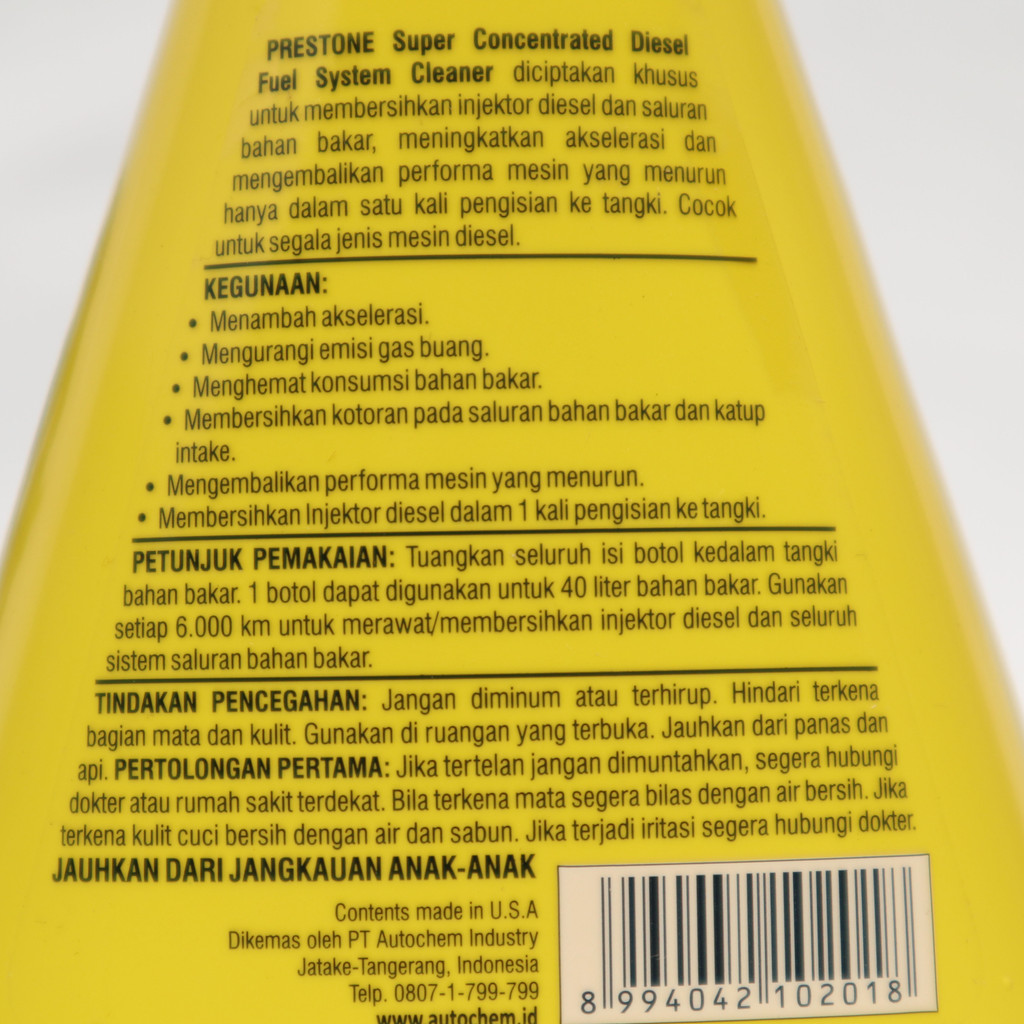 PRESTONE Super Concentrated Diesel
Fuel System Cleaner diciptakan khusus
untuk membersihkan injektor diesel dan saluran
bahan bakar, meningkatkan akselerasi dan
mengembalikan performa mesin yang menurun
hanya dalam satu kali pengisian ke tangki. Cocok
untuk segala jenis mesin diesel.
KEGUNAAN:
• Menambah akselerasi.
• Mengurangi emisi gas buang.
• Menghemat konsumsi bahan bakar.
• Membersihkan kotoran pada saluran bahan bakar dan katup
intake.
• Mengembalikan performa mesin yang menurun.
• Membersihkan Injektor diesel dalam 1 kali pengisian ke tangki.
PETUNJUK PEMAKAIAN: Tuangkan seluruh isi botol kedalam tangki
bahan bakar. 1 botol dapat digunakan untuk 40 liter bahan bakar. Gunakan
setiap 6.000 km untuk merawat/membersihkan injektor diesel dan seluruh
sistem saluran bahan bakar.
TINDAKAN PENCEGAHAN: Jangan diminum atau terhirup. Hindari terkena
bagian mata dan kulit. Gunakan di ruangan yang terbuka. Jauhkan dari panas dan
api. PERTOLONGAN PERTAMA: Jika tertelan jangan dimuntahkan, segera hubungi
dokter atau rumah sakit terdekat. Bila terkena mata segera bilas dengan air bersih. Jika
terkena kulit cuci bersih dengan air dan sabun. Jika terjadi iritasi segera hubungi dokter.
JAUHKAN DARI JANGKAUAN ANAK-ANAK
Contents made in U.S.A
Dikemas oleh PT Autochem Industry
Jatake-Tangerang, Indonesia
Telp. 0807-1-799-799
www.autochem.id
8 994042 102018